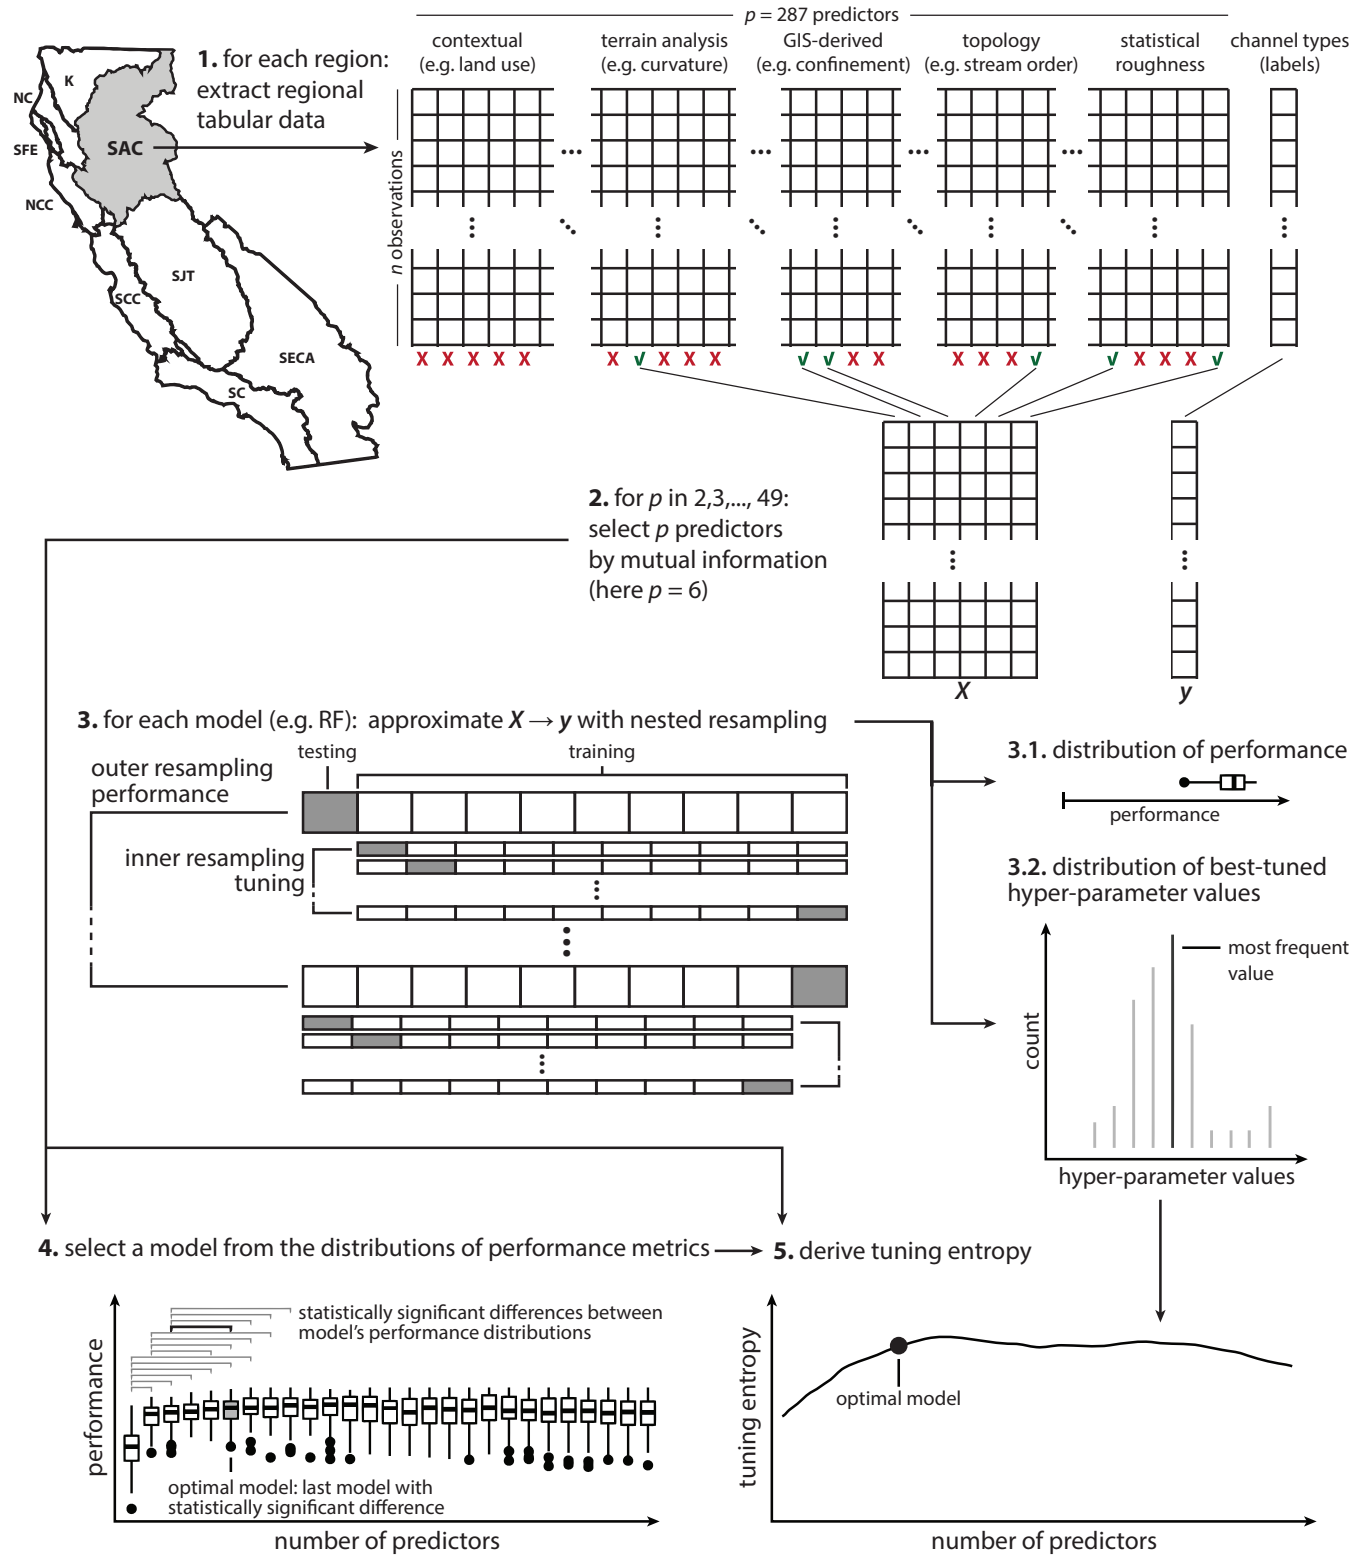 p = 287 predictors
contextual
(e.g. land use)
terrain analysis
(e.g. curvature)
GIS-derived
(e.g. confinement)
topology
(e.g. stream order)
statistical
roughness
channel types
(labels)
1. for each region:
extract regional
tabular data
K
NC
SFE
SAC
NCC
SJT
SCC
SECA
SC
n observations
X X X X X
X √ X X X
√ √ X X
X X X √
√ X X X √
2. for p in 2,3,..., 49:
select p predictors
by mutual information
(here p = 6)
X
y
3. for each model (e.g. RF): approximate X → y with nested resampling
testing
training
outer resampling
performance
inner resampling
tuning
3.1. distribution of performance
performance
3.2. distribution of best-tuned
hyper-parameter values
most frequent
value
count
hyper-parameter values
4. select a model from the distributions of performance metrics
5. derive tuning entropy
statistically significant differences between
model's performance distributions
performance
optimal model: last model with
statistically significant difference
number of predictors
tuning entropy
optimal model
number of predictors